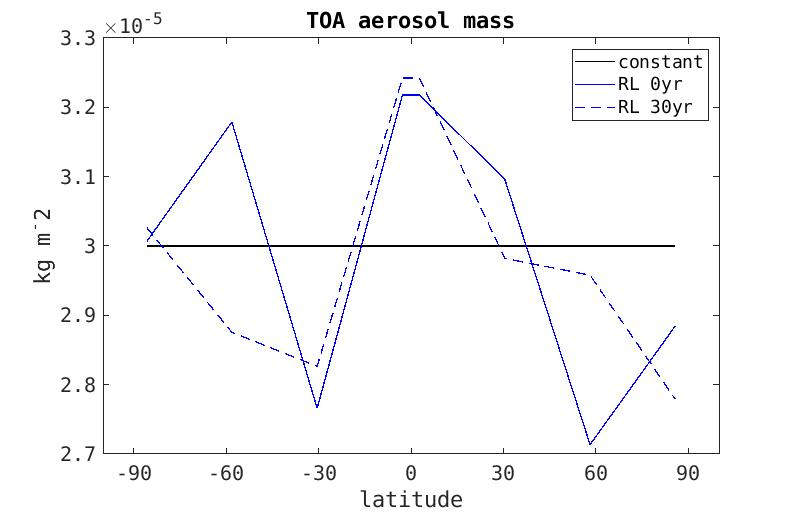 TOA aerosol mass
×10-5
3.3
3.2
3.1
3
2.9
2.8
2.7
kg m-2
constant
RL 0yr
RL 30yr
-90 -60 -30 0 30 60 90
latitude